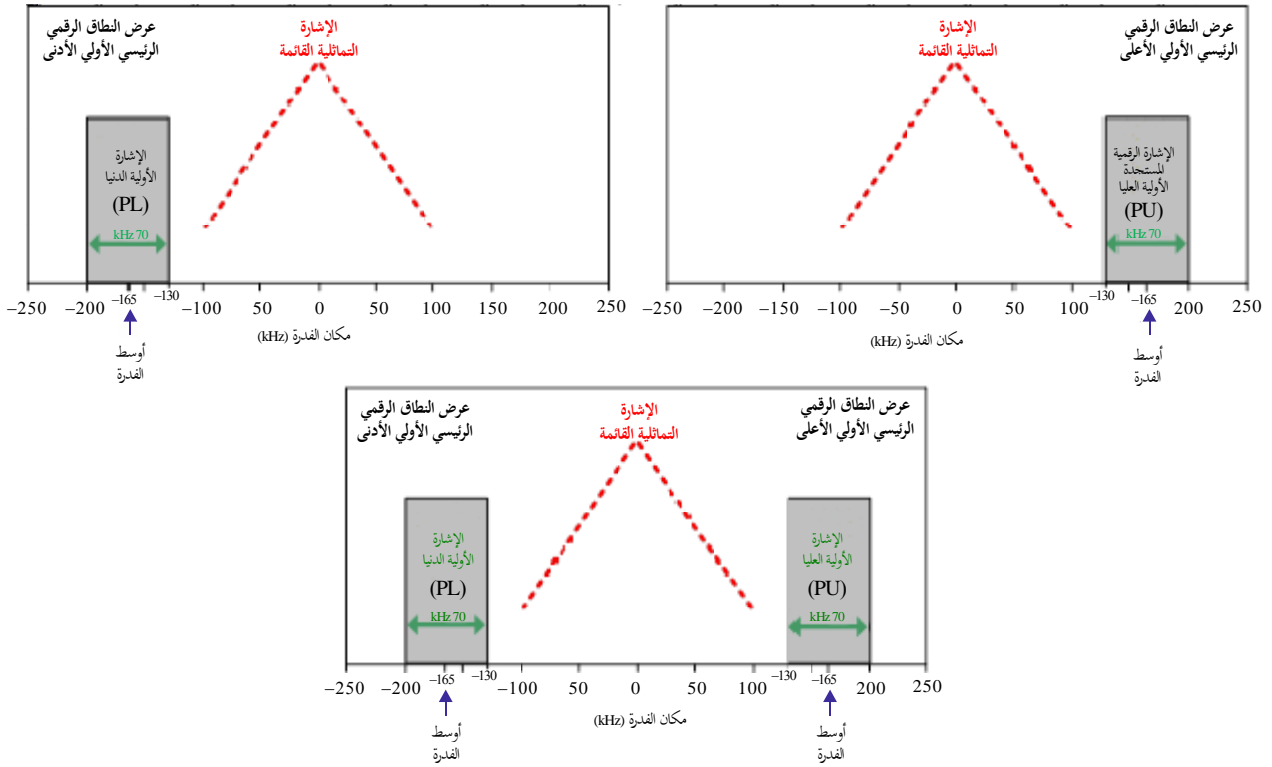 عرض النطاق الرقمي
الرئيسي الأولي الأدنى
الإشارة
التماثلية القائمة
الإشارة
الأولية الدنيا
(PL)
kHz 70
–250 –200 –165 –130 –100 50 0 50 –100 150 200 250
مكان الفدرة (kHz)
أوسط
الفدرة
الإشارة
التماثلية القائمة
عرض النطاق الرقمي
الرئيسي الأولي الأعلى
الإشارة الرقمية
المستجدة
الأولية العليا
(PU)
kHz 70
–250 –200 –150 –100 –50 0 50 100 –130 –165 200 250
مكان الفدرة (kHz)
أوسط
الفدرة
عرض النطاق الرقمي
الرئيسي الأولي الأدنى
الإشارة
التماثلية القائمة
عرض النطاق الرقمي
الرئيسي الأولي الأعلى
الإشارة
الأولية الدنيا
(PL)
kHz 70
الإشارة
الأولية العليا
(PU)
kHz 70
–250 –200 –165 –130 –100 50 0 50 100 –130 –165 200 250
مكان الفدرة (kHz)
أوسط
الفدرة
أوسط
الفدرة